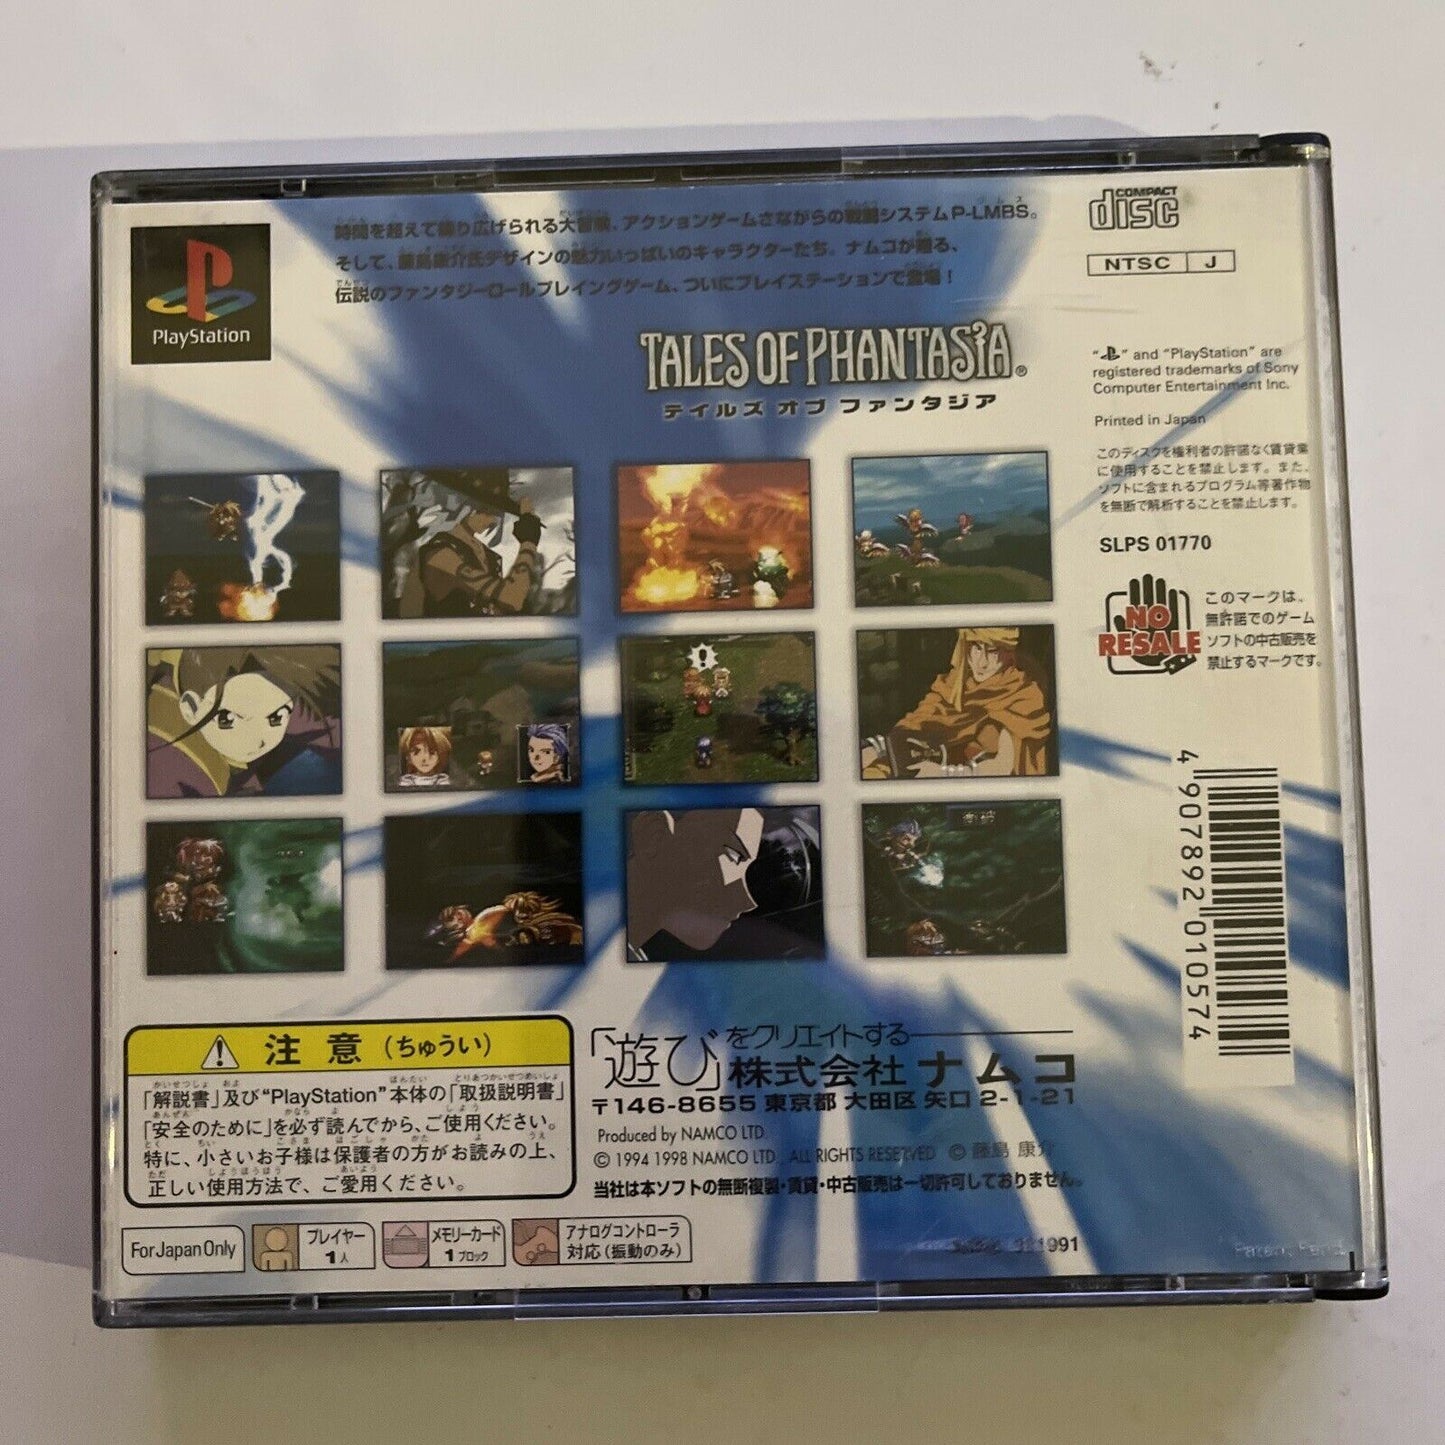 時間を超えて繰り広げられる大冒険、アクションゲームさながらの戦闘システムP-LMBS。
そして、藤島康介氏デザインの魅力いっぱいのキャラクターたち。ナムコが贈る、
伝説のファンタジーロールプレイングゲーム、ついにプレイステーションで登場!
PlayStation
TALES OF PHANTASIA®
テイルズ オブ ファンタジア
COMPACT
disc
NTSC J
“ ” and “PlayStation” are
registered trademarks of Sony
Computer Entertainment Inc.
Printed in Japan
このディスクを権利者の許諾なく賃貸業
に使用することを禁止します。また、
ソフトに含まれるプログラム等著作物
を無断で解析することを禁止します。
SLPS 01770
NO
RESALE
このマークは、
無許諾でのゲーム
ソフトの中古販売を
禁止するマークです。
4907892010574
!
注意(ちゅうい)
「解説書」及び“PlayStation”本体の「取扱説明書」
「安全のために」を必ず読んでから、ご使用ください。
特に、小さいお子様は保護者の方がお読みの上、
正しい使用方法で、ご愛用ください。
「遊び」をクリエイトする
株式会社ナムコ
〒146-8655 東京都 大田区 矢口 2-1-21
Produced by NAMCO LTD.
© 1994 1998 NAMCO LTD., ALL RIGHTS RESERVED © 藤島 康介
当社は本ソフトの無断複製・賃貸・中古販売は一切許可しておりません。
For Japan Only
プレイヤー
1人
メモリーカード
1ブロック
アナログコントローラ
対応(振動のみ)